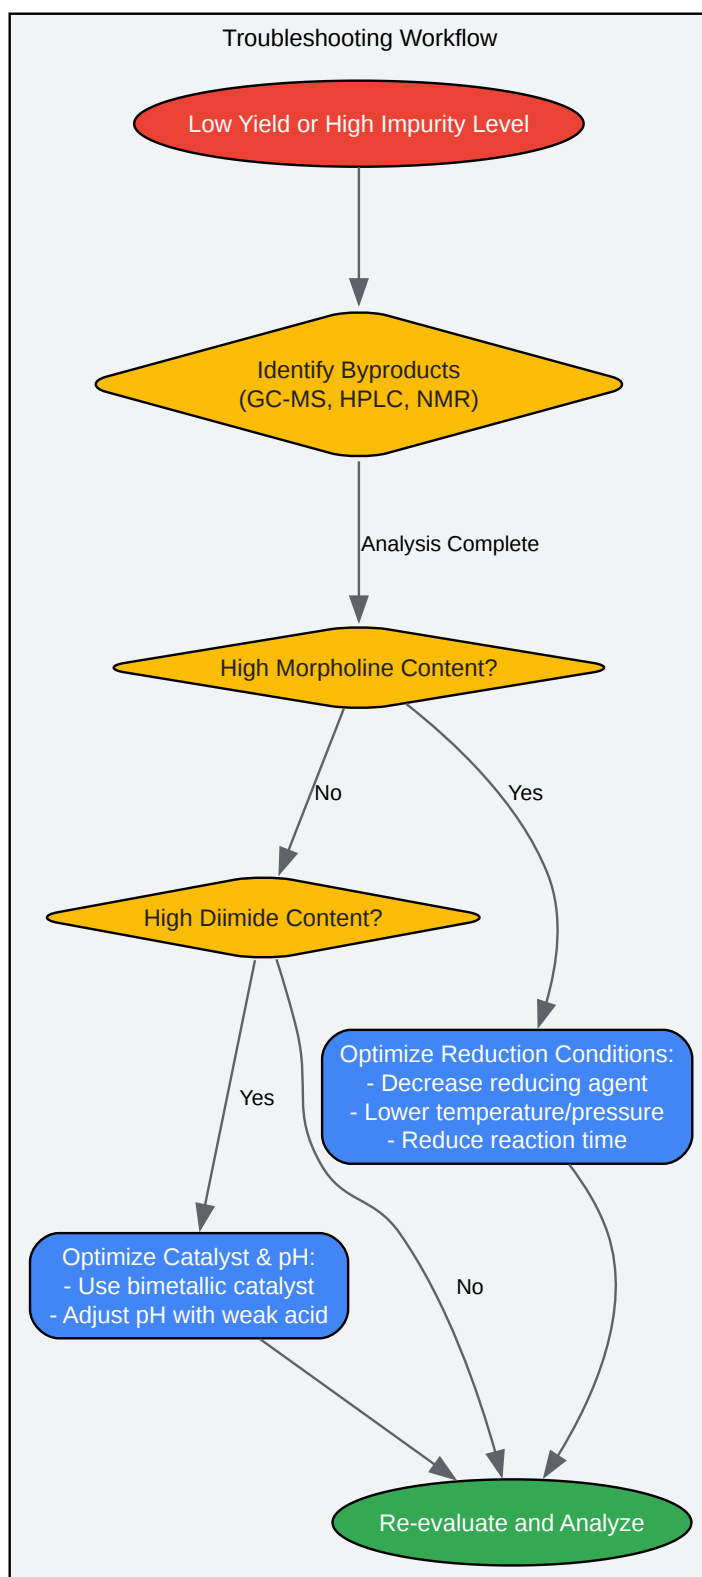 Troubleshooting Workflow
Low Yield or High Impurity Level
Identify Byproducts
(GC-MS, HPLC, NMR)
Analysis Complete
High Morpholine Content?
No
Yes
High Diimide Content?
Optimize Reduction Conditions:
- Decrease reducing agent
- Lower temperature/pressure
- Reduce reaction time
Yes
Optimize Catalyst & pH:
- Use bimetallic catalyst
- Adjust pH with weak acid
No
Re-evaluate and Analyze